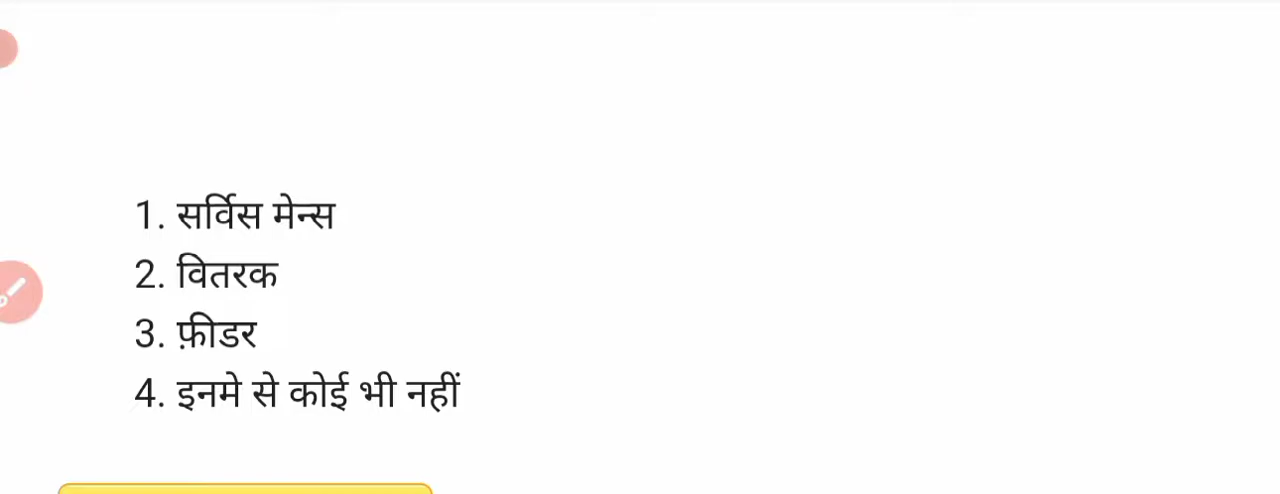 1. सर्विस मेन्स
2. वितरक
3. फ़ीडर
4. इनमे से कोई भी नहीं